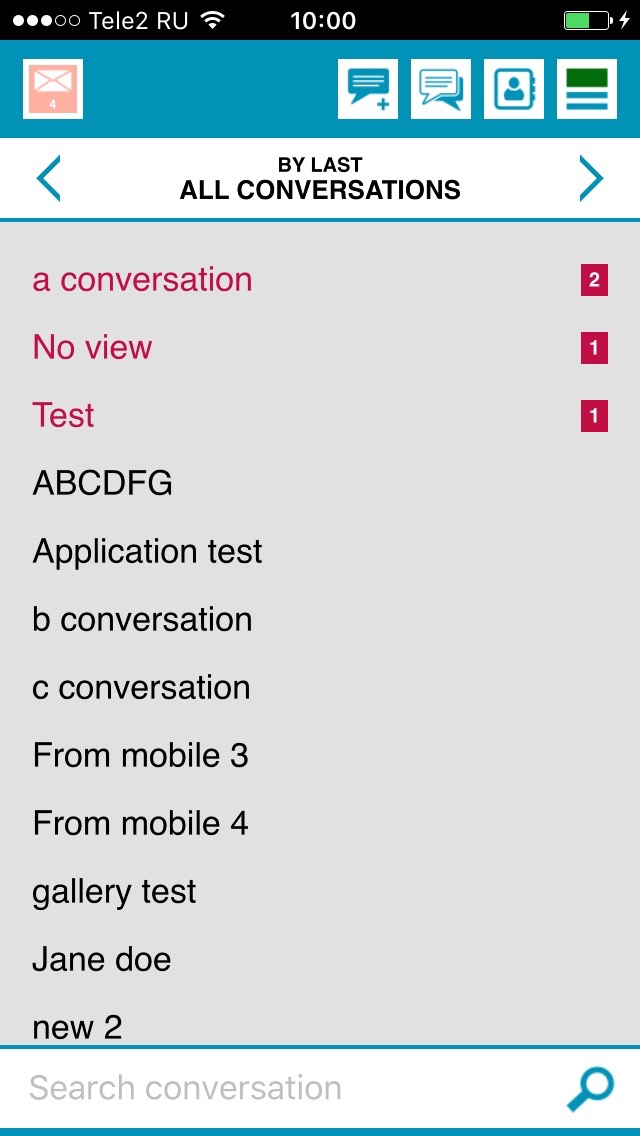 Tele2 RU 10:00
4
BY LAST
ALL CONVERSATIONS
a conversation 2
No view 1
Test 1
ABCDFG
Application test
b conversation
c conversation
From mobile 3
From mobile 4
gallery test
Jane doe
new 2
Search conversation